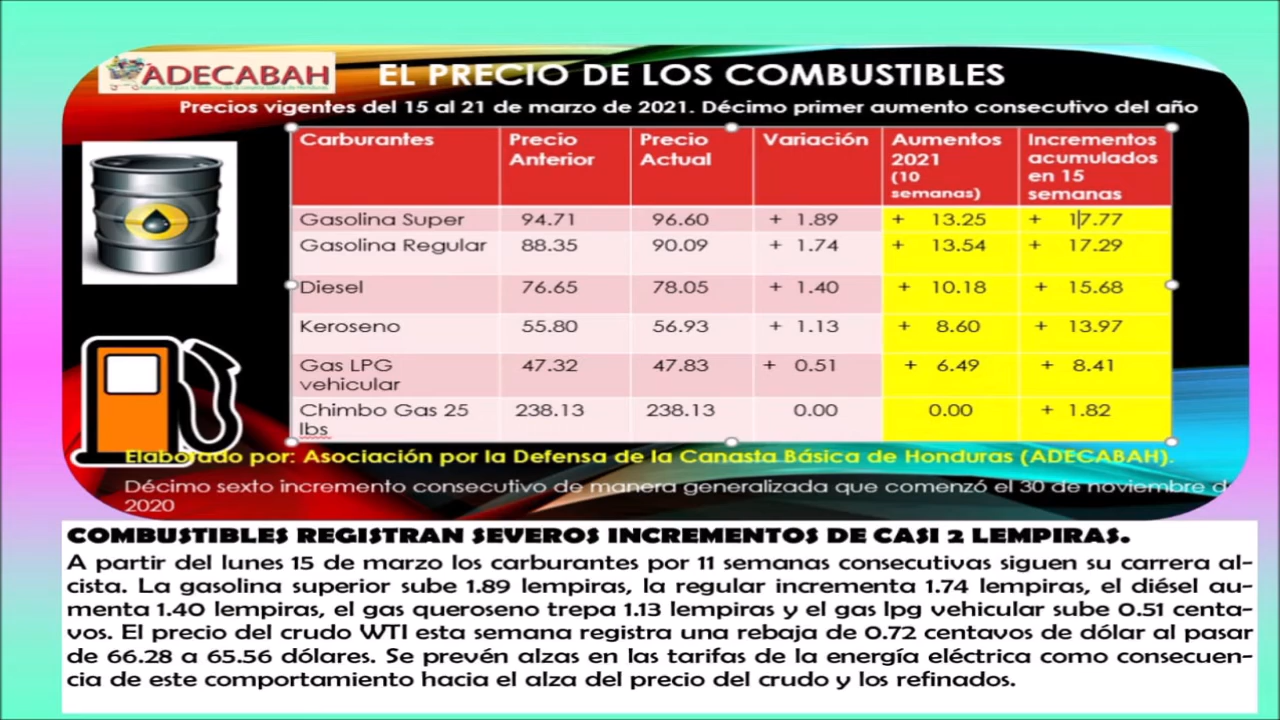 ADECABAH
EL PRECIO DE LOS COMBUSTIBLES
Precios vigentes del 15 al 21 de marzo de 2021. Décimo primer aumento consecutivo del año
Carburantes Precio Anterior Precio Actual Variación Aumentos 2021 (10 semanas) Incrementos acumulados en 15 semanas
Gasolina Super 94.71 96.60 + 1.89 + 13.25 + 17.77
Gasolina Regular 88.35 90.09 + 1.74 + 13.54 + 17.29
Diesel 76.65 78.05 + 1.40 + 10.18 + 15.68
Keroseno 55.80 56.93 + 1.13 + 8.60 + 13.97
Gas LPG vehicular 47.32 47.83 + 0.51 + 6.49 + 8.41
Chimbo Gas 25 lbs 238.13 238.13 0.00 0.00 + 1.82
Elaborado por: Asociación por la Defensa de la Canasta Básica de Honduras (ADECABAH).
Décimo sexto incremento consecutivo de manera generalizada que comenzó el 30 de noviembre d
2020
COMBUSTIBLES REGISTRAN SEVEROS INCREMENTOS DE CASI 2 LEMPIRAS.
A partir del lunes 15 de marzo los carburantes por 11 semanas consecutivas siguen su carrera al-
cista. La gasolina superior sube 1.89 lempiras, la regular incrementa 1.74 lempiras, el diésel au-
menta 1.40 lempiras, el gas queroseno trepa 1.13 lempiras y el gas lpg vehicular sube 0.51 centa-
vos. El precio del crudo WTI esta semana registra una rebaja de 0.72 centavos de dólar al pasar
de 66.28 a 65.56 dólares. Se prevén alzas en las tarifas de la energía eléctrica como consecuen-
cia de este comportamiento hacia el alza del precio del crudo y los refinados.